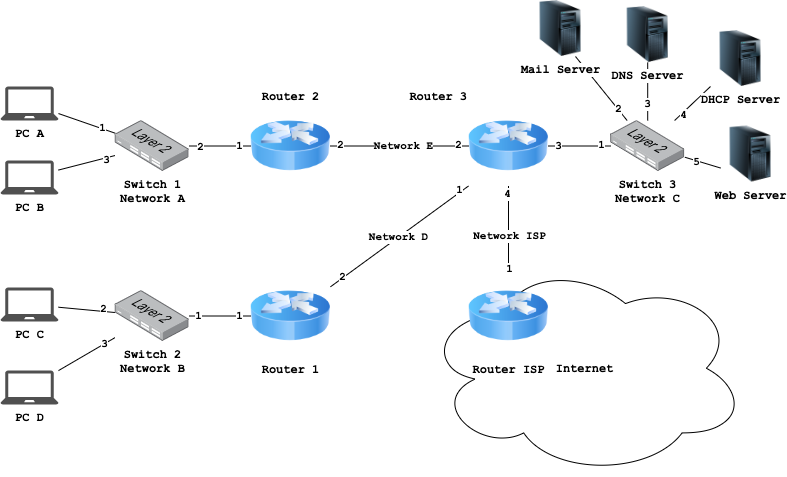 Mail Server
DNS Server
DHCP Server
Web Server
Router 2
Router 3
PC A
1
Layer 2
2
1
2
Network E
2
3
1
Layer 2
2
3
4
5
3
PC B
Switch 1
Network A
Switch 3
Network C
1
4
Network D
Network ISP
2
1
PC C
2
Layer 2
1
1
3
Switch 2
Network B
Router 1
Router ISP
Internet
PC D